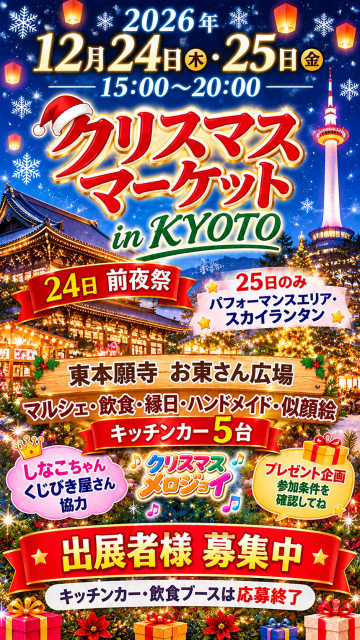 2026年
12月24日木・25日金
15:00～20:00
クリスマス
マーケット
in KYOTO
24日 前夜祭
25日のみ
パフォーマンスエリア・
スカイランタン
東本願寺 お東さん広場
マルシェ・飲食・縁日・ハンドメイド・似顔絵
キッチンカー5台
しなこちゃん
くじびき屋さん
協力
クリスマス
メロジョイ
プレゼント企画
参加条件を
確認してね
出展者様 募集中
キッチンカー・飲食ブースは応募終了